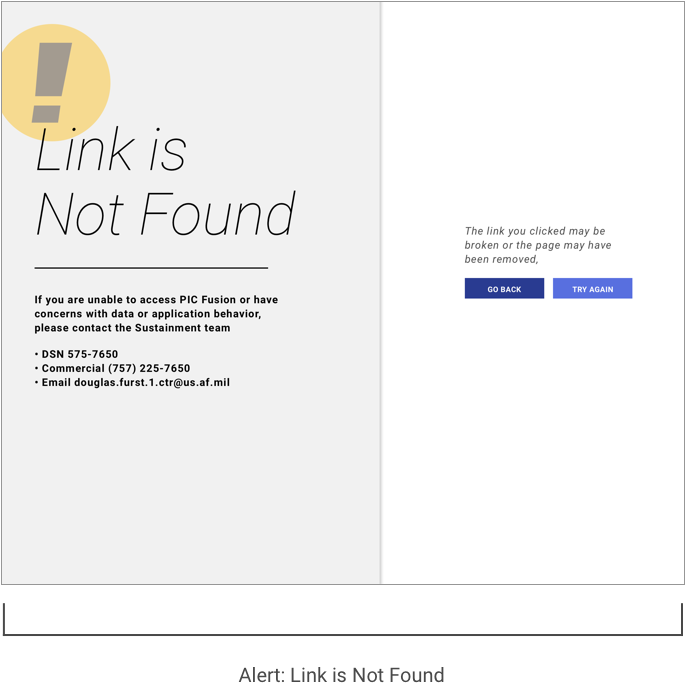 !
Link is
Not Found
If you are unable to access PIC Fusion or have
concerns with data or application behavior,
please contact the Sustainment team
• DSN 575-7650
• Commercial (757) 225-7650
• Email douglas.furst.1.ctr@us.af.mil
The link you clicked may be
broken or the page may have
been removed,
GO BACK
TRY AGAIN
Alert: Link is Not Found